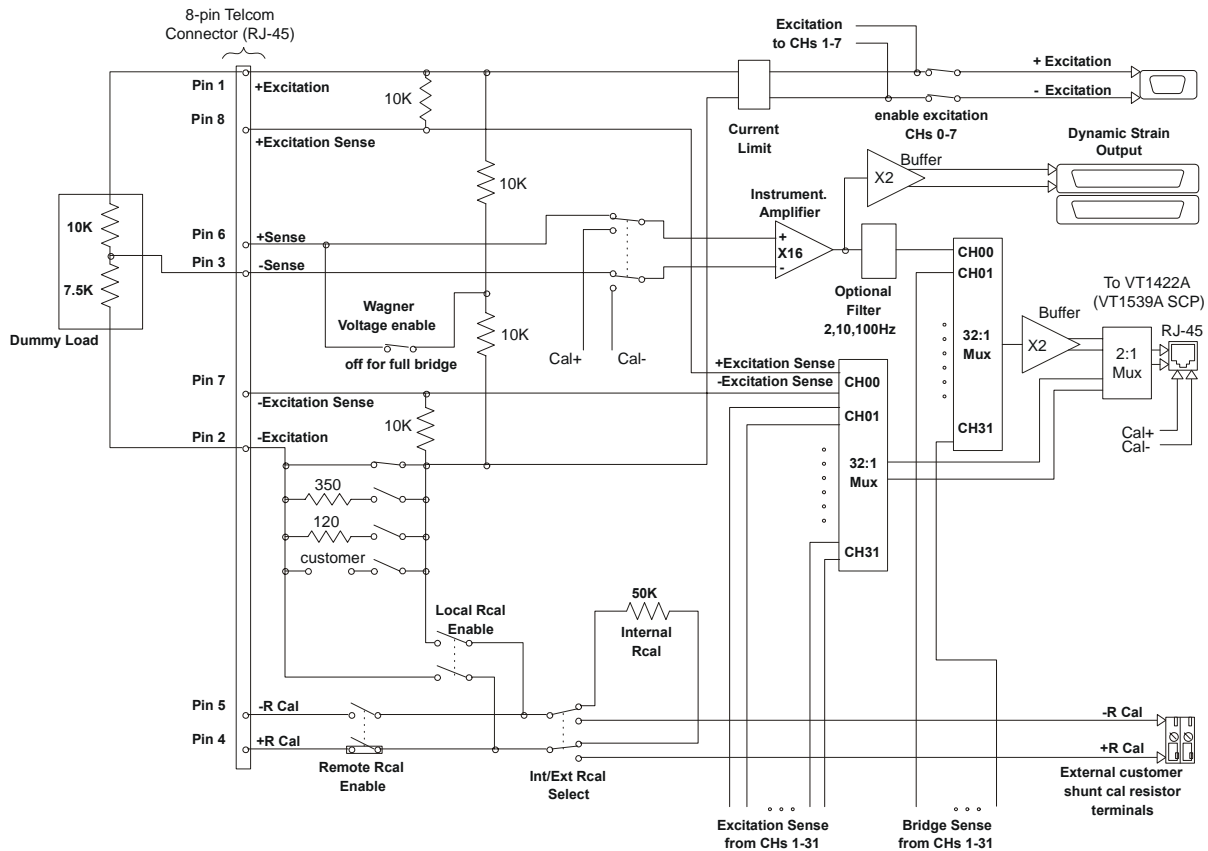 8-pin Telcom
Connector (RJ-45)
Excitation
to CHs 1-7
+ Excitation
- Excitation
Pin 1
+Excitation
10K
Pin 8
+Excitation Sense
Current
Limit
enable excitation
CHs 0-7
Dynamic Strain
Output
Buffer
X2
10K
Instrument.
Amplifier
10K
Pin 6
+Sense
+
X16
-
CH00
CH01
Pin 3
-Sense
7.5K
Dummy Load
Optional
Filter
2,10,100Hz
To VT1422A
(VT1539A SCP)
RJ-45
Wagner
Voltage enable
off for full bridge
10K
Cal+
Cal-
32:1
Mux
Buffer
X2
2:1
Mux
+Excitation Sense
-Excitation Sense
Pin 7
-Excitation Sense
CH00
CH01
10K
Pin 2
-Excitation
CH31
Cal+
Cal-
350
32:1
Mux
120
customer
CH31
50K
Internal
Rcal
Local Rcal
Enable
Pin 5
-R Cal
-R Cal
Pin 4
+R Cal
+R Cal
Remote Rcal
Enable
Int/Ext Rcal
Select
External customer
shunt cal resistor
terminals
Excitation Sense
from CHs 1-31
Bridge Sense
from CHs 1-31